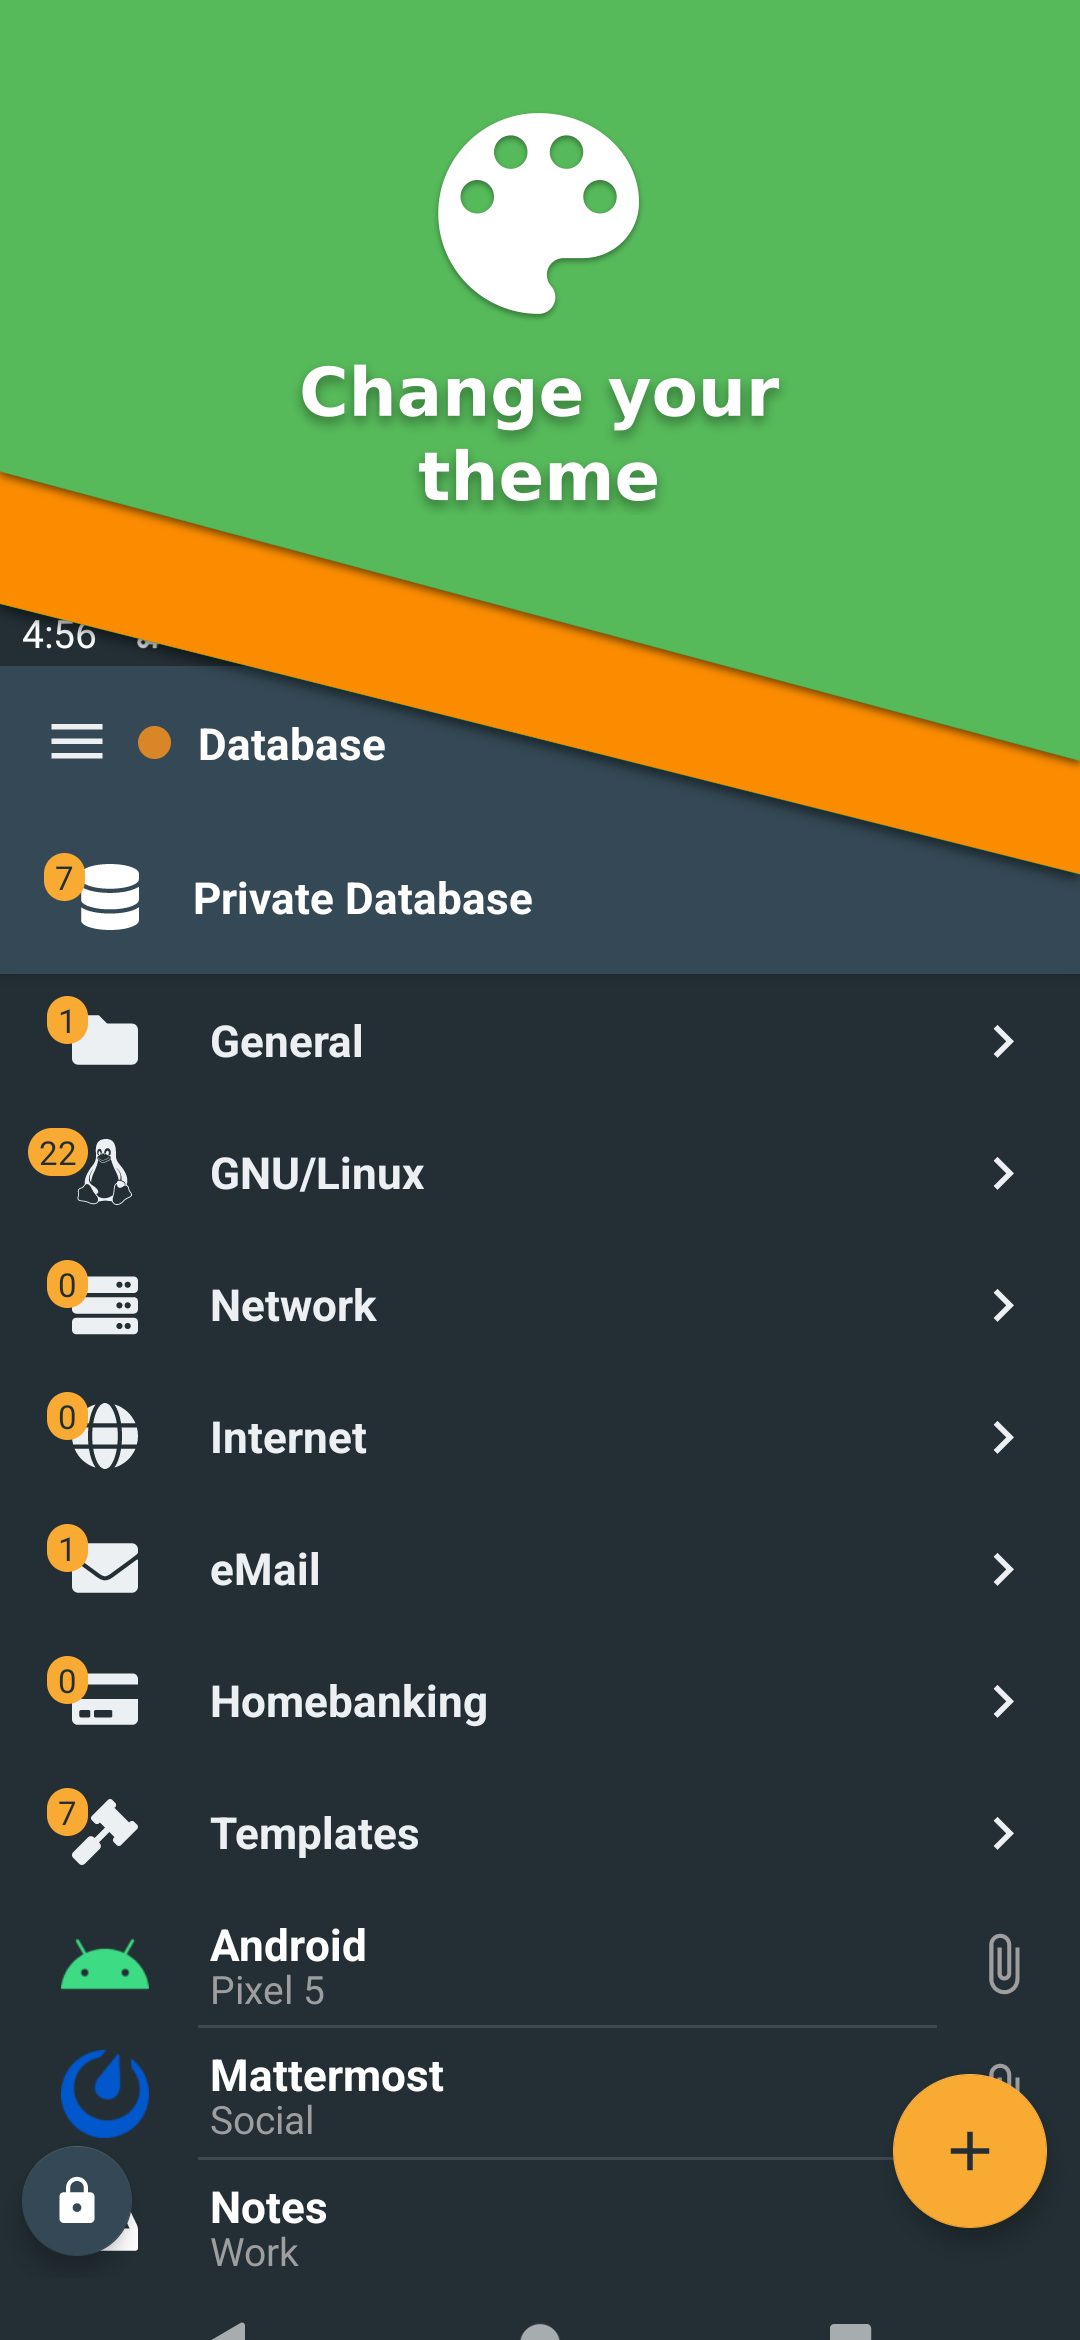 Change your
theme
4:56
Database
7
Private Database
1
General
22
GNU/Linux
0
Network
0
Internet
1
eMail
0
Homebanking
7
Templates
Android
Pixel 5
Mattermost
Social
Notes
Work